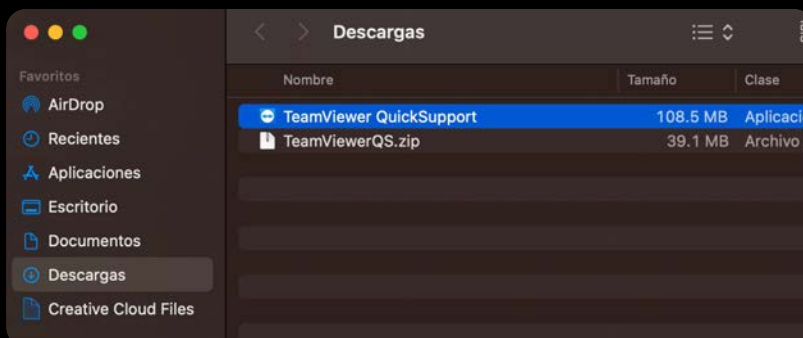 Descargas
Favoritos
AirDrop
Recientes
Aplicaciones
Escritorio
Documentos
Descargas
Creative Cloud Files
Nombre Tamaño Clase
TeamViewer QuickSupport 108.5 MB Aplicaci
TeamViewerQS.zip 39.1 MB Archivo